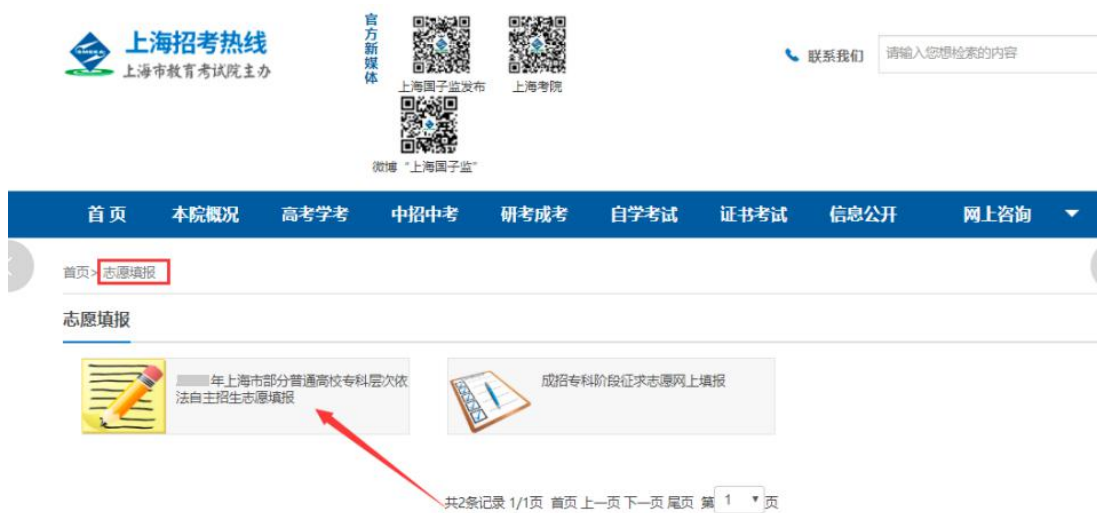 上海招考热线
上海市教育考试院主办
官方新媒体
上海国子监发布
上海考院
微博“上海国子监”
联系我们
请输入您想检索的内容
首页 本院概况 高考学考 中招中考 研考成考 自学考试 证书考试 信息公开 网上咨询
首页>志愿填报
志愿填报
年上海市部分普通高校专科层次依
法自主招生志愿填报
成招专科阶段征求志愿网上填报
共2条记录 1/1页 首页 上一页 下一页 尾页 第 1 页